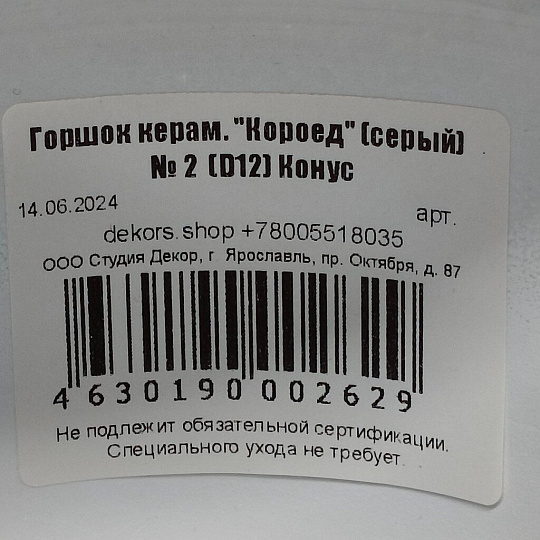 Горшок керам. "Короед" (серый)
№ 2 (D12) Конус
14.06.2024 арт.
dekors.shop +78005518035
ООО Студия Декор, г. Ярославль, пр. Октября, д. 87
4 630190 002629
Не подлежит обязательной сертификации.
Специального ухода не требует.